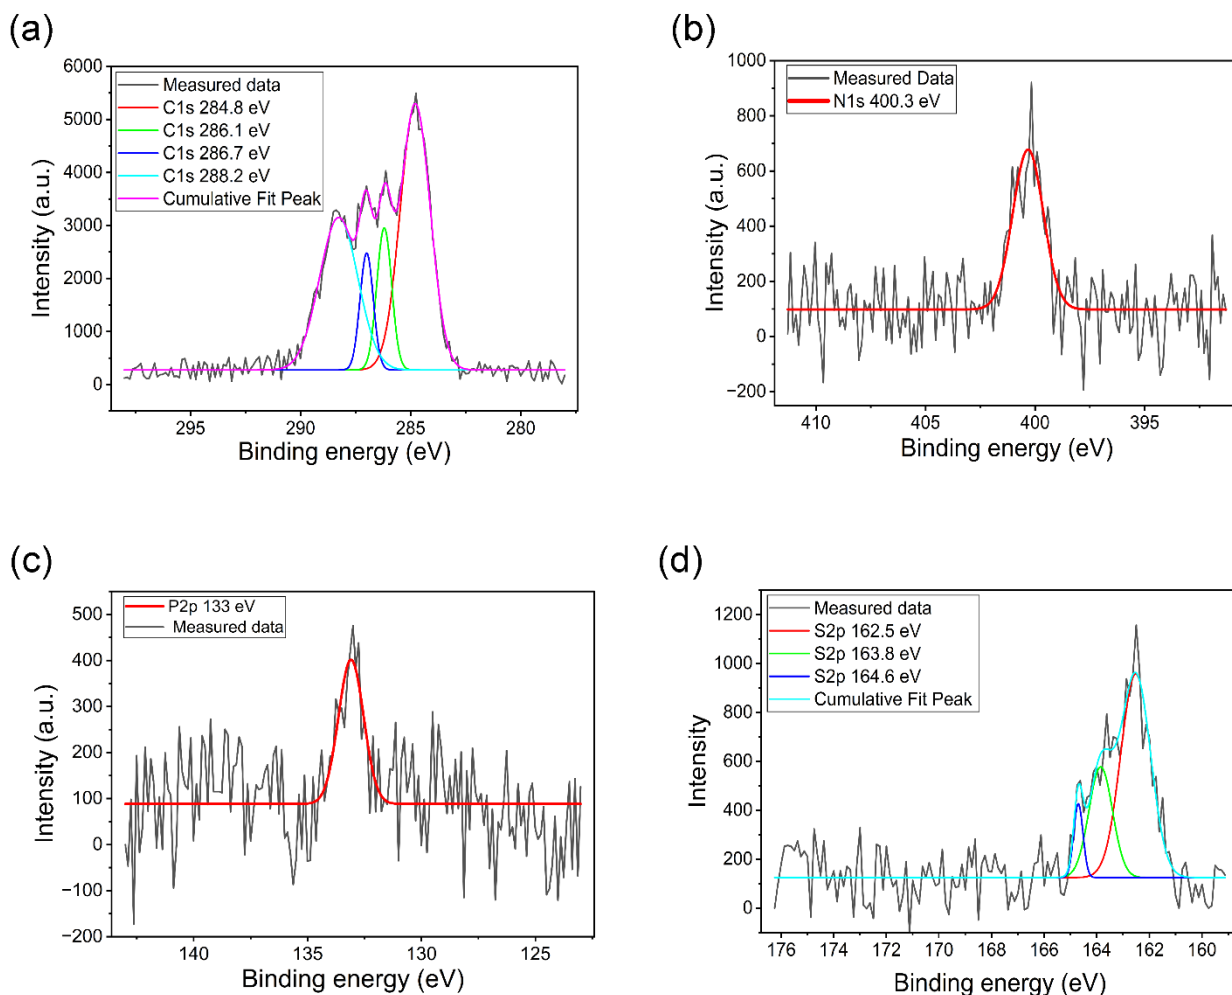 (a)
6000
5000
4000
3000
2000
1000
0
Intensity (a.u.)
Measured data
C1s 284.8 eV
C1s 286.1 eV
C1s 286.7 eV
C1s 288.2 eV
Cumulative Fit Peak
295 290 285 280
Binding energy (eV)
(b)
1000
800
600
400
200
0
−200
Intensity (a.u.)
Measured Data
N1s 400.3 eV
410 405 400 395
Binding energy (eV)
(c)
500
400
300
200
100
0
−100
−200
Intensity (a.u.)
P2p 133 eV
Measured data
140 135 130 125
Binding energy (eV)
(d)
1200
1000
800
600
400
200
0
Intensity
Measured data
S2p 162.5 eV
S2p 163.8 eV
S2p 164.6 eV
Cumulative Fit Peak
176 174 172 170 168 166 164 162 160
Binding energy (eV)